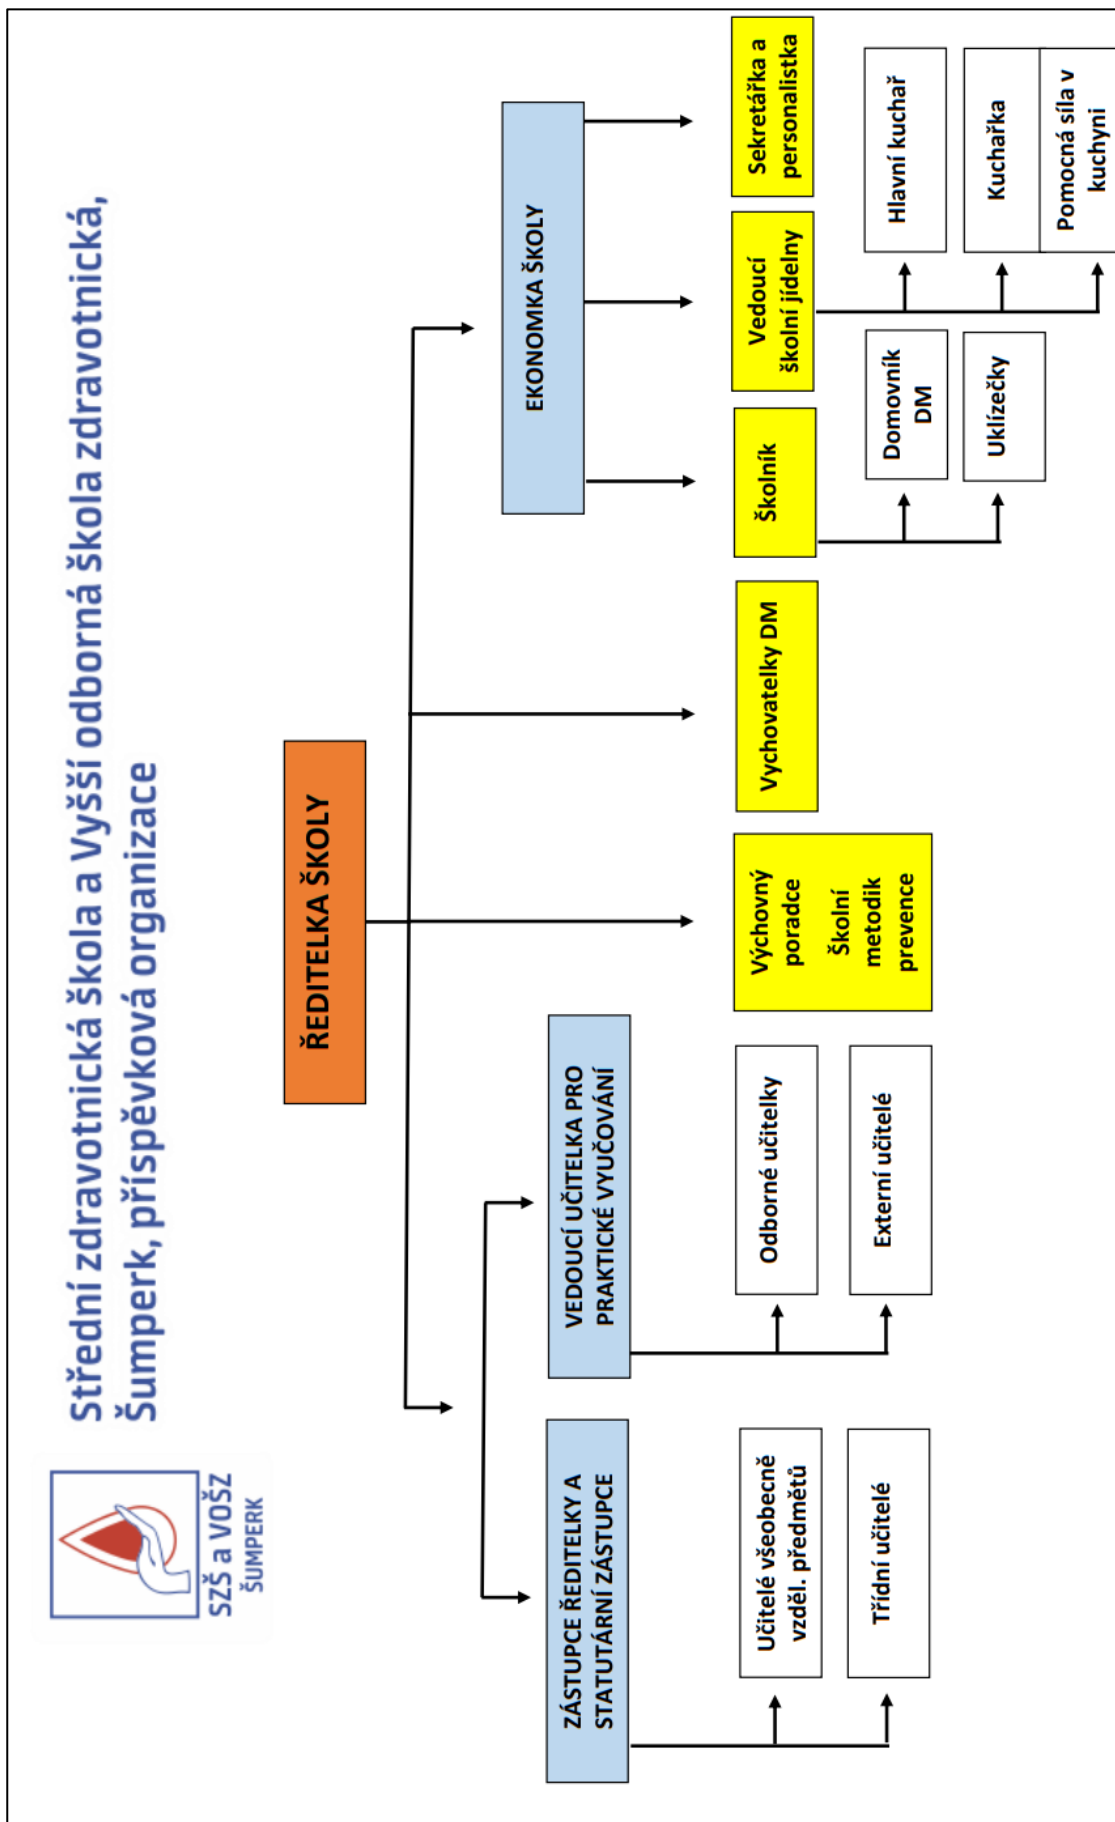 Střední zdravotnická škola a Vyšší odborná škola zdravotnická,
Šumperk, příspěvková organizace
SZŠ a VOŠZ
ŠUMPERK
ŘEDITELKA ŠKOLY
ZÁSTUPCE ŘEDITELKY A
STATUTÁRNÍ ZÁSTUPCE
VEDOUCÍ UČITELKA PRO
PRAKTICKÉ VYUČOVÁNÍ
EKONOMKA ŠKOLY
Učitelé všeobecně
vzděl. předmětů
Třídní učitelé
Odborné učitelky
Externí učitelé
Výchovný
poradce
Školní
metodik
prevence
Vychovatelky DM
Školník
Vedoucí
školní jídelny
Sekretářka a
personalistka
Domovník
DM
Uklízečky
Hlavní kuchař
Kuchařka
Pomocná síla v
kuchyni